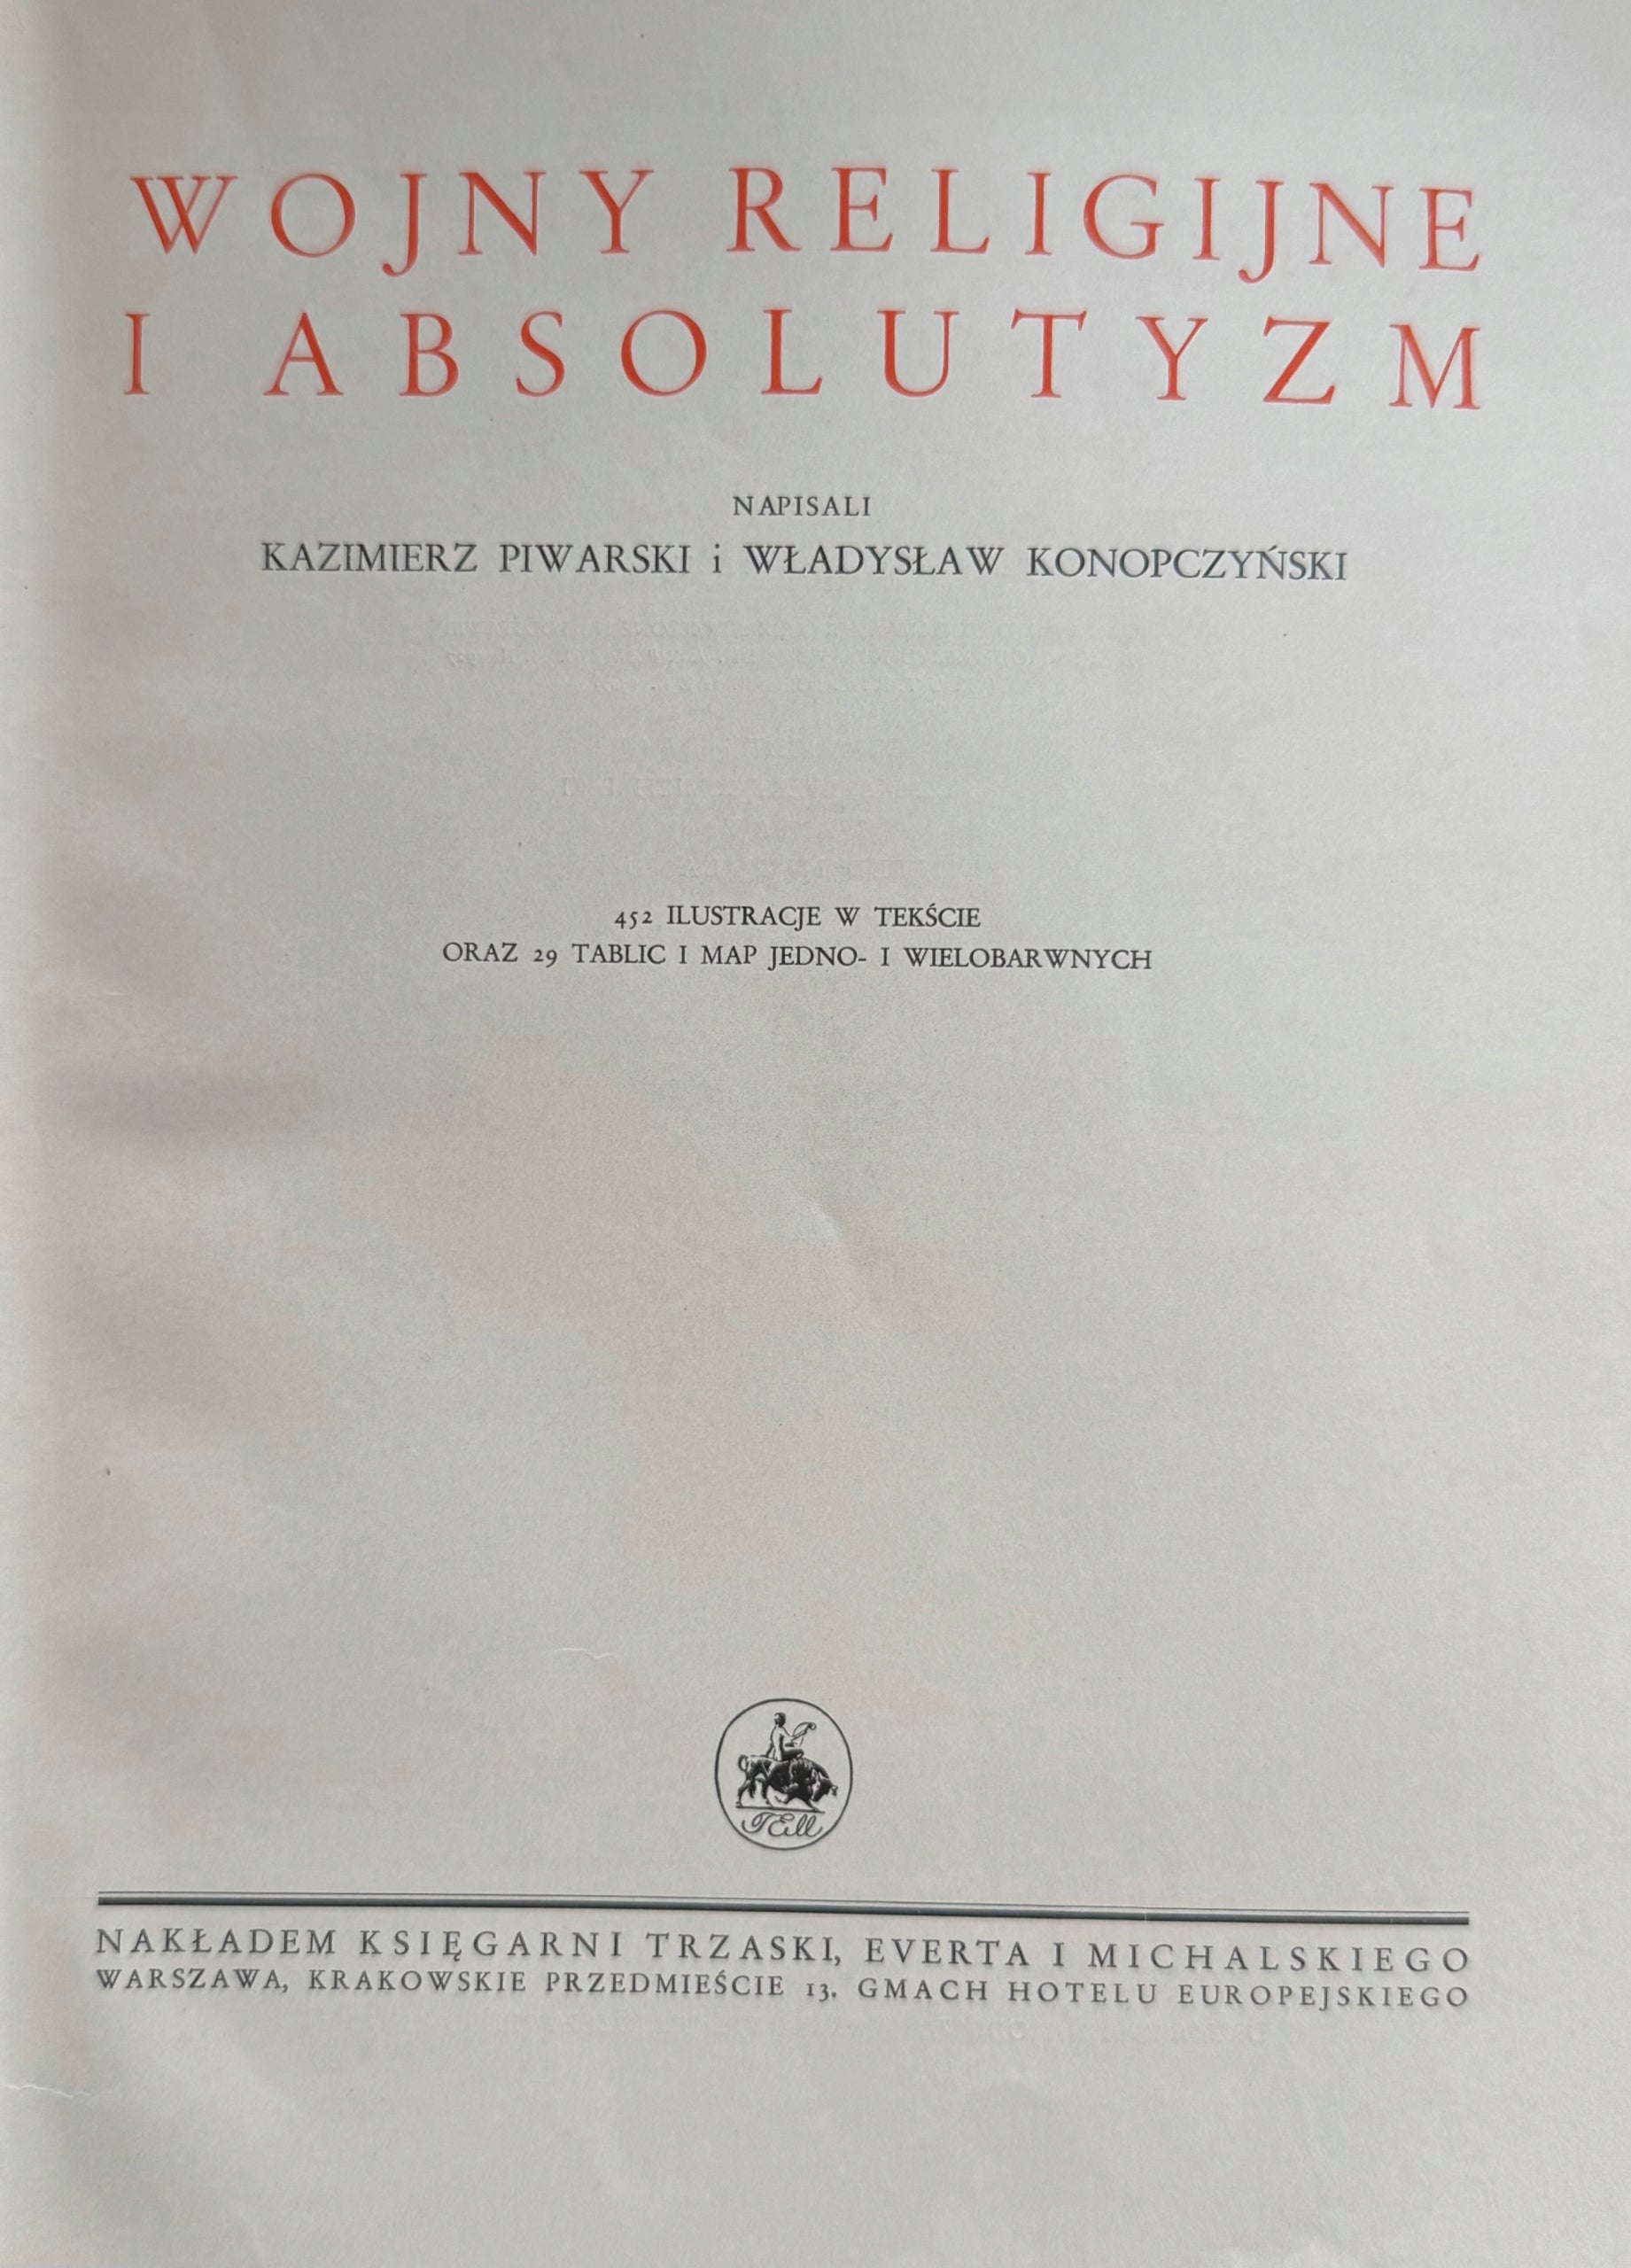 WOJNY RELIGIJNE
I ABSOLUTYZM
NAPISALI
KAZIMIERZ PIWARSKI i WŁADYSŁAW KONOPCZYŃSKI
452 ILUSTRACJE W TEKŚCIE
ORAZ 29 TABLIC I MAP JEDNO- I WIELOBARWNYCH
TEM
NAKŁADEM KSIĘGARNI TRZASKI, EVERTA I MICHALSKIEGO
WARSZAWA, KRAKOWSKIE PRZEDMIEŚCIE 13. GMACH HOTELU EUROPEJSKIEGO